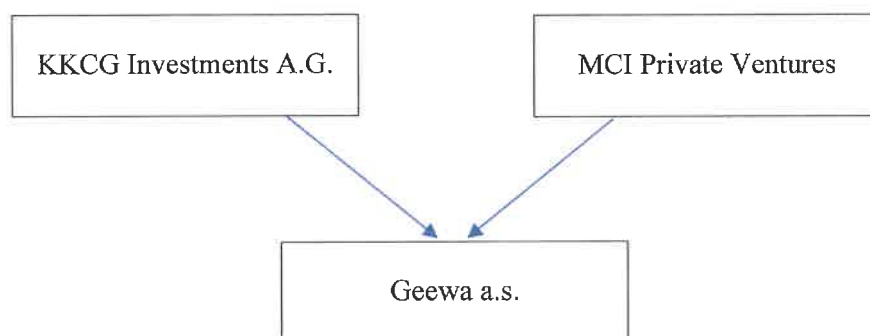 KKCG Investments A.G.
MCI Private Ventures
Geewa a.s.